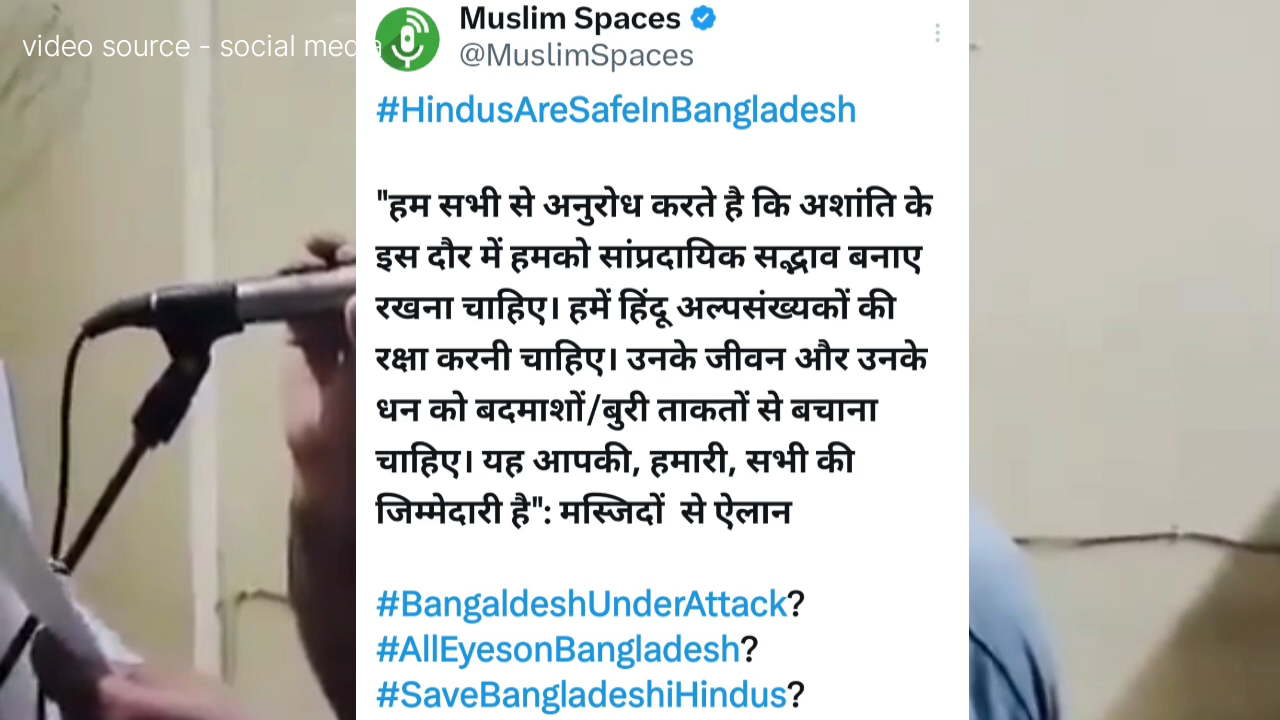 video source - social media
Muslim Spaces
@MuslimSpaces
#HindusAreSafeInBangladesh
"हम सभी से अनुरोध करते है कि अशांति के
इस दौर में हमको सांप्रदायिक सद्भाव बनाए
रखना चाहिए। हमें हिंदू अल्पसंख्यकों की
रक्षा करनी चाहिए। उनके जीवन और उनके
धन को बदमाशों/बुरी ताकतों से बचाना
चाहिए। यह आपकी, हमारी, सभी की
जिम्मेदारी है": मस्जिदों से ऐलान
#BangaldeshUnderAttack?
#AllEyesonBangladesh?
#SaveBangladeshiHindus?